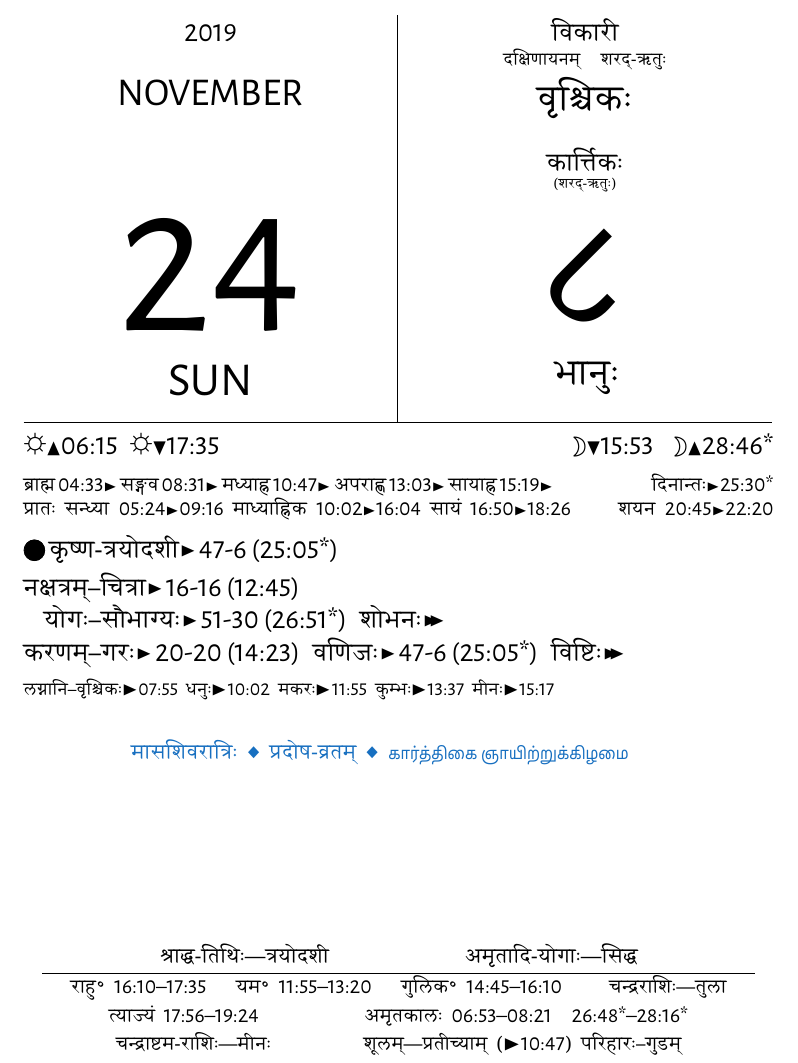 2019
NOVEMBER
24
SUN
विकारी
दक्षिणायनम् शरद्-ऋतुः
वृश्चिकः
कार्त्तिकः
(शरद्-ऋतुः)
८
भानुः
☼▲06:15 ☼▼17:35 ☽▼15:53 ☽▲28:46*
ब्राह्म 04:33► सङ्गव 08:31► मध्याह्न 10:47► अपराह्ण 13:03► सायाह्न 15:19► दिनान्तः►25:30*
प्रातः सन्ध्या 05:24►09:16 माध्याह्निक 10:02►16:04 सायं 16:50►18:26 शयन 20:45►22:20
कृष्ण-त्रयोदशी►47-6 (25:05*)
नक्षत्रम्–चित्रा►16-16 (12:45)
योगः–सौभाग्यः►51-30 (26:51*) शोभनः►►
करणम्–गरः►20-20 (14:23) वणिजः►47-6 (25:05*) विष्टिः►►
लग्नानि–वृश्चिकः►07:55 धनुः►10:02 मकरः►11:55 कुम्भः►13:37 मीनः►15:17
मासशिवरात्रिः ◆ प्रदोष-व्रतम् ◆ கார்த்திகை ஞாயிற்றுக்கிழமை
श्राद्ध-तिथिः—त्रयोदशी अमृतादि-योगाः—सिद्ध
राहु॰ 16:10–17:35 यम॰ 11:55–13:20 गुलिक॰ 14:45–16:10 चन्द्रराशिः—तुला
त्याज्यं 17:56–19:24 अमृतकालः 06:53–08:21 26:48*–28:16*
चन्द्राष्टम-राशिः—मीनः शूलम्—प्रतीच्याम् (►10:47) परिहारः–गुडम्